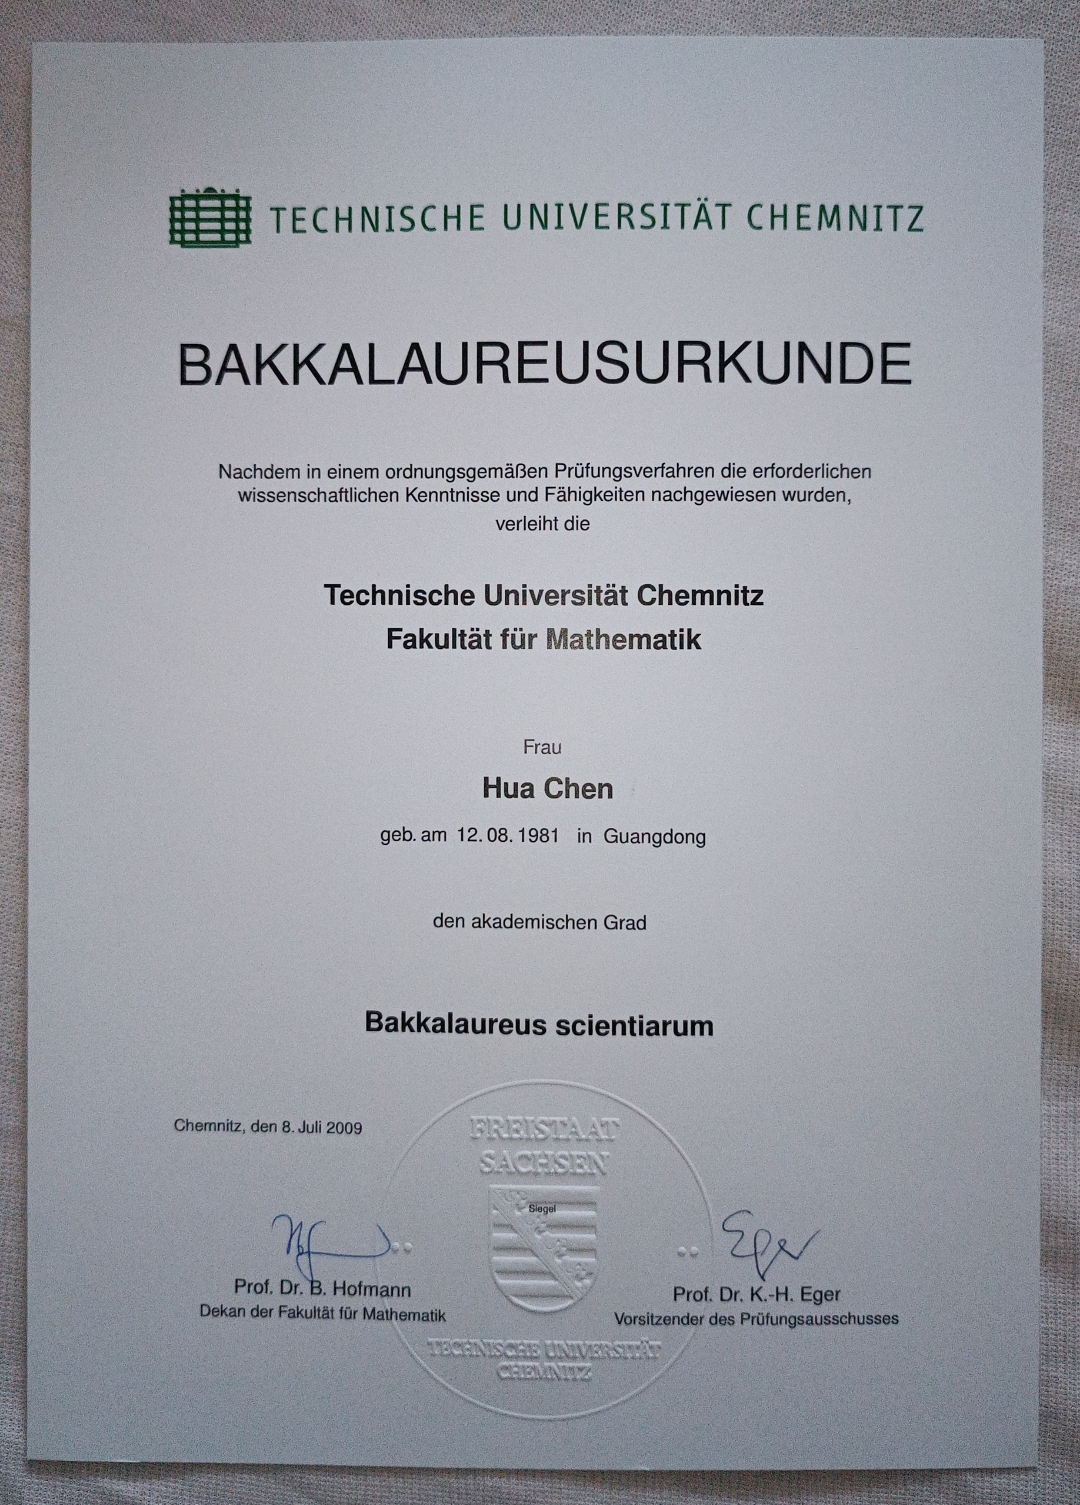 TECHNISCHE UNIVERSITÄT CHEMNITZ
BAKKALAUREUSURKUNDE
Nachdem in einem ordnungsgemäßen Prüfungsverfahren die erforderlichen
wissenschaftlichen Kenntnisse und Fähigkeiten nachgewiesen wurden,
verleiht die
Technische Universität Chemnitz
Fakultät für Mathematik
Frau
Hua Chen
geb. am 12.08.1981 in Guangdong
den akademischen Grad
Bakkalaureus scientiarum
Chemnitz, den 8. Juli 2009
FREISTAAT
SACHSEN
Siegel
Eger
Prof. Dr. B. Hofmann
Dekan der Fakultät für Mathematik
Prof. Dr. K.-H. Eger
Vorsitzender des Prüfungsausschusses
TECHNISCHE UNIVERSITÄT
CHEMNITZ